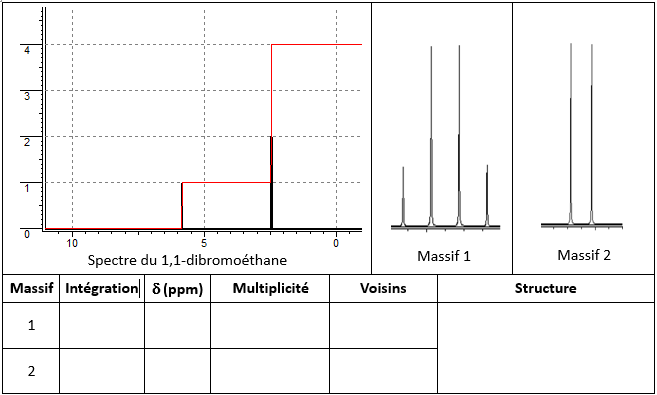 4
3
2
1
0
10
5
0
Spectre du 1,1-dibromoéthane
Massif 1
Massif 2
Massif Intégration δ (ppm) Multiplicité Voisins Structure
1
2